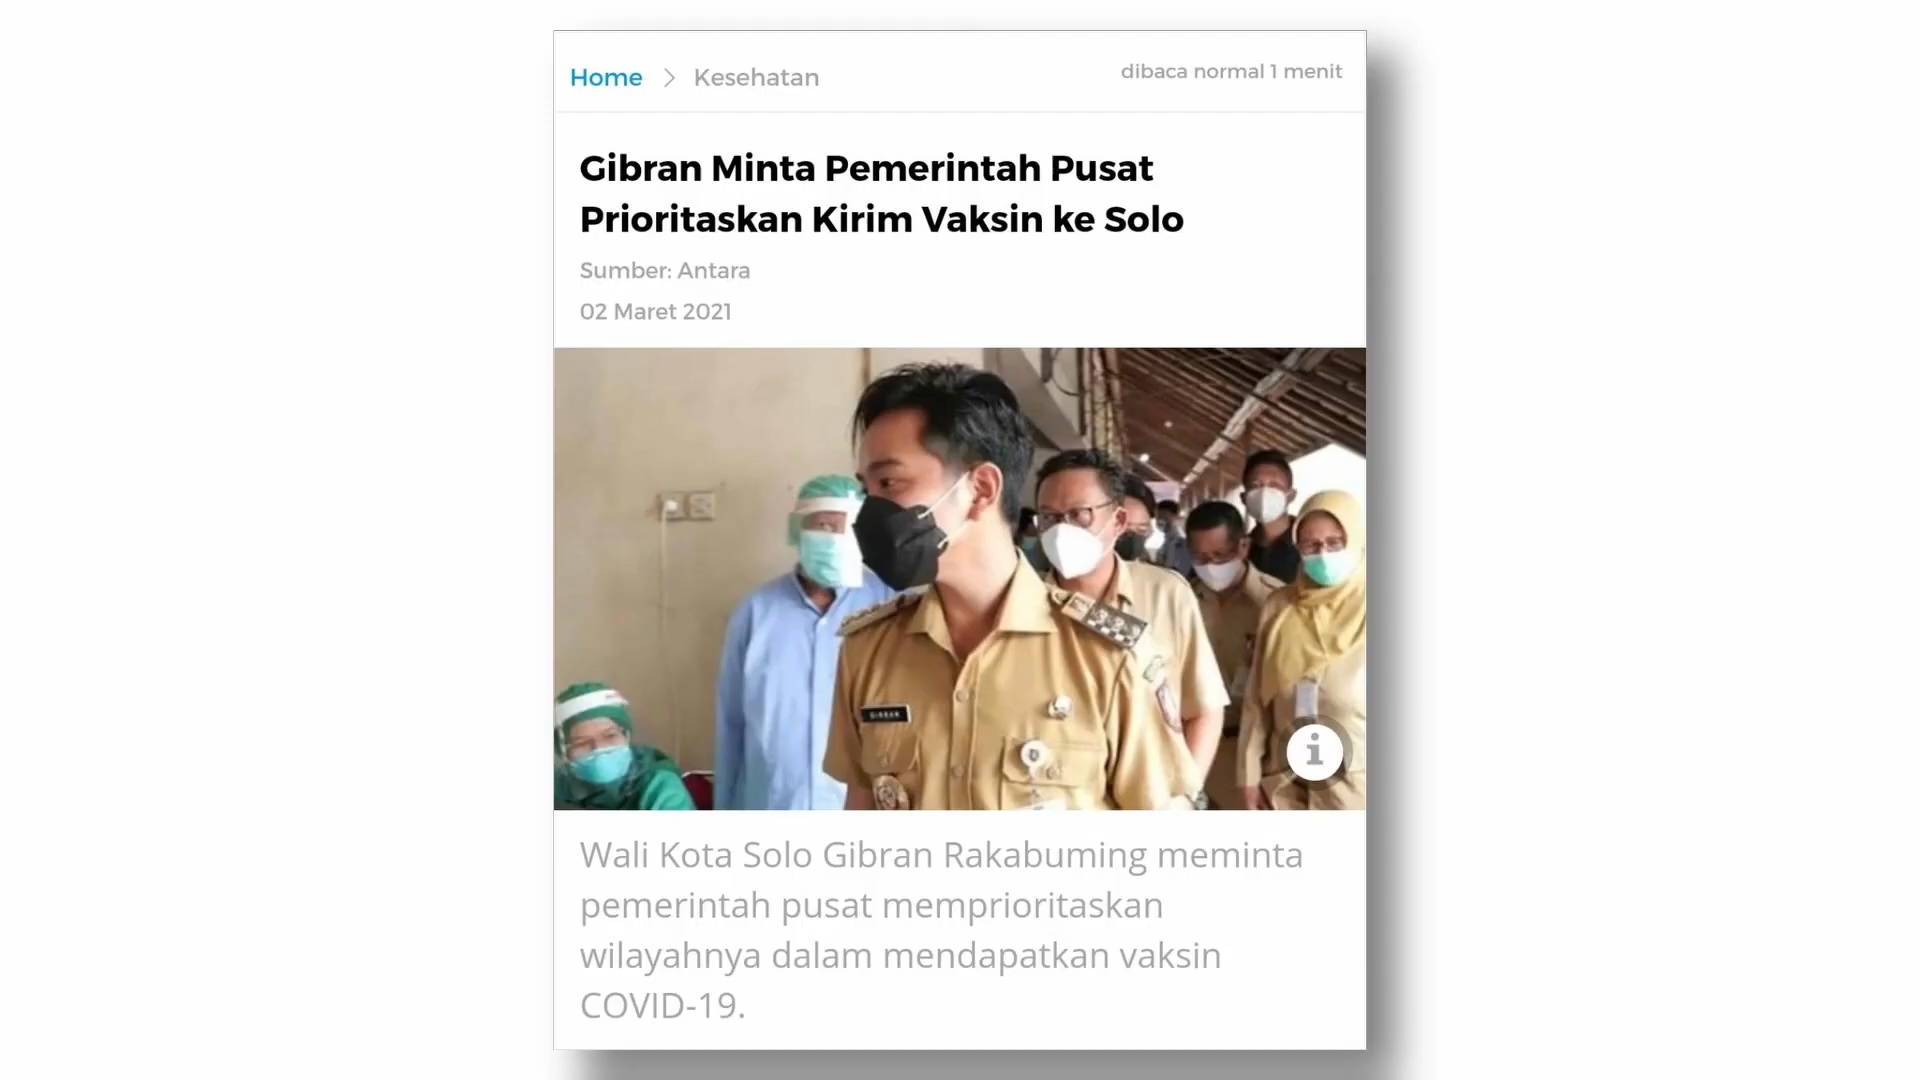 Home > Kesehatan
dibaca normal 1 menit
Gibran Minta Pemerintah Pusat
Prioritaskan Kirim Vaksin ke Solo
Sumber: Antara
02 Maret 2021
GIBRAN
i
Wali Kota Solo Gibran Rakabuming meminta
pemerintah pusat memprioritaskan
wilayahnya dalam mendapatkan vaksin
COVID-19.